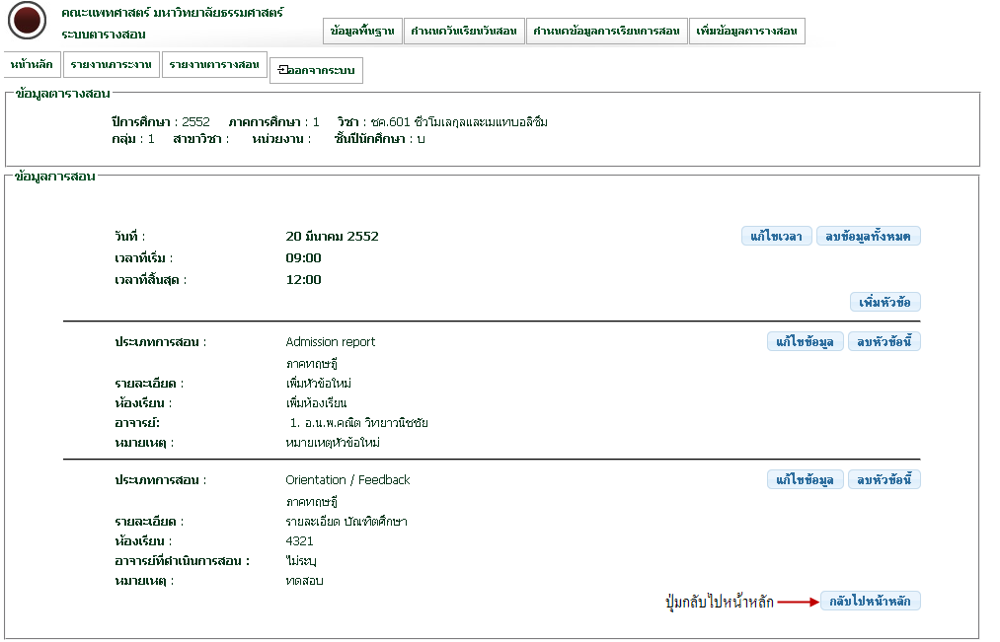 คณะแพทศาสตร์ มหาวิทยาลัยธรรมศาสตร์
ระบบตารางสอน
ข้อมูลพื้นฐาน กำหนดวันเรียนวันสอน กำหนดข้อมูลการเรียนการสอน เพิ่มข้อมูลตารางสอน
หน้าหลัก รายงานภาระงาน รายงานตารางสอน ออกจากระบบ
ข้อมูลตารางสอน
ปีการศึกษา : 2552 ภาคการศึกษา : 1 วิชา : ชค.601 ชีวโมเลกุลและเมแทบอลิซึม
กลุ่ม : 1 สาขาวิชา : หน่วยงาน : ชั้นปีนักศึกษา : บ
ข้อมูลการสอน
วันที่ : 20 มีนาคม 2552 แก้ไขเวลา ลบข้อมูลทั้งหมด
เวลาที่เริ่ม : 09:00
เวลาที่สิ้นสุด : 12:00
เพิ่มหัวข้อ
ประเภทการสอน : Admission report แก้ไขข้อมูล ลบหัวข้อนี้
ภาคทฤษฎี
รายละเอียด : เพิ่มหัวข้อใหม่
ห้องเรียน : เพิ่มห้องเรียน
อาจารย์: 1. อ.น.พ.คณิต วิทยาวนิชชัย
หมายเหตุ : หมายเหตุหัวข้อใหม่
ประเภทการสอน : Orientation / Feedback แก้ไขข้อมูล ลบหัวข้อนี้
ภาคทฤษฎี
รายละเอียด : รายละเอียด บัณฑิตศึกษา
ห้องเรียน : 4321
อาจารย์ที่ดำเนินการสอน : ไม่ระบุ
หมายเหตุ : ทดสอบ
ปุ่มกลับไปหน้าหลัก กลับไปหน้าหลัก